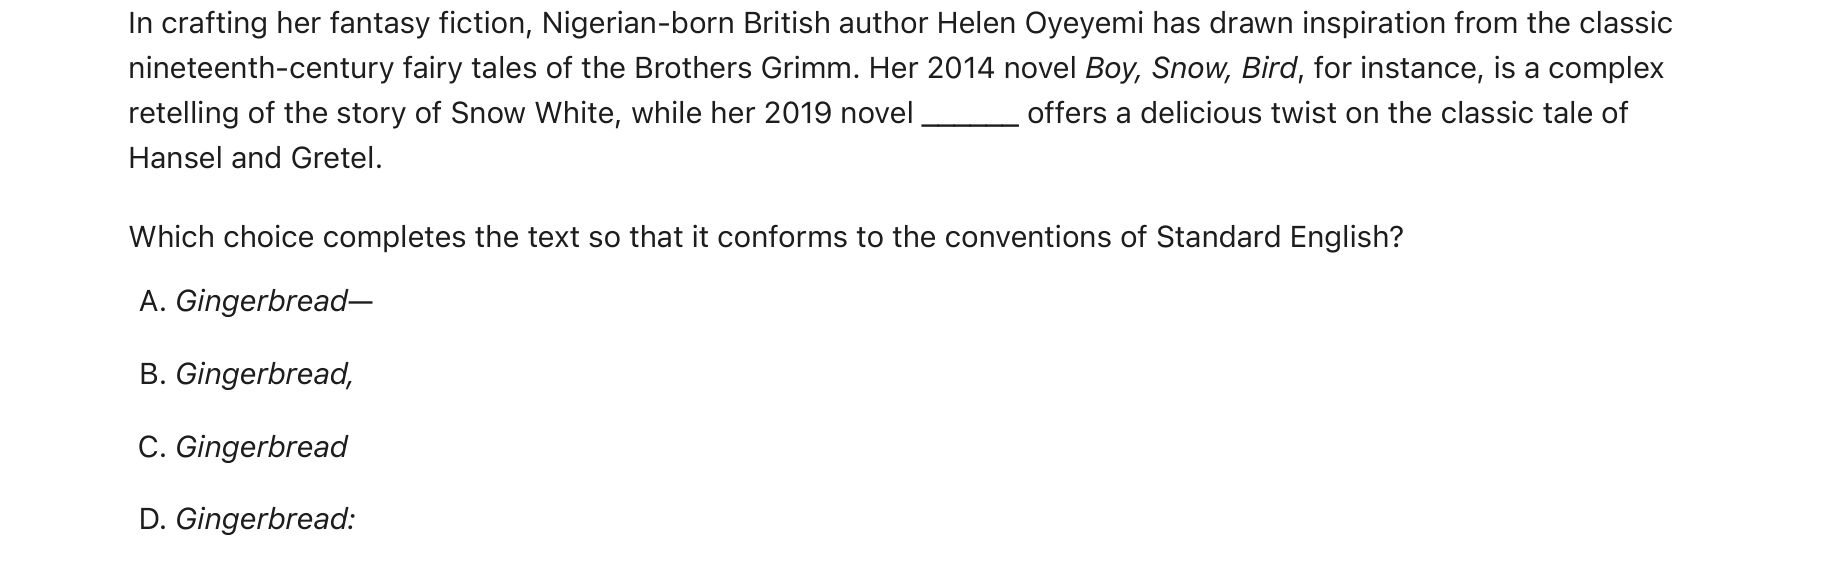 In crafting her fantasy fiction, Nigerian-born British author Helen Oyeyemi has drawn inspiration from the classic
nineteenth-century fairy tales of the Brothers Grimm. Her 2014 novel Boy, Snow, Bird, for instance, is a complex
retelling of the story of Snow White, while her 2019 novel ______ offers a delicious twist on the classic tale of
Hansel and Gretel.
Which choice completes the text so that it conforms to the conventions of Standard English?
A. Gingerbread—
B. Gingerbread,
C. Gingerbread
D. Gingerbread: